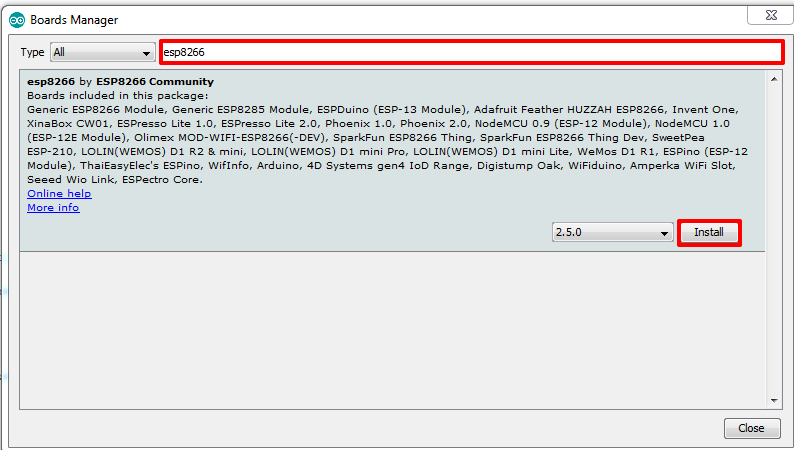 Boards Manager
Type All esp8266
esp8266 by ESP8266 Community
Boards included in this package:
Generic ESP8266 Module, Generic ESP8285 Module, ESPDuino (ESP-13 Module), Adafruit Feather HUZZAH ESP8266, Invent One,
XinaBox CW01, ESPresso Lite 1.0, ESPresso Lite 2.0, Phoenix 1.0, Phoenix 2.0, NodeMCU 0.9 (ESP-12 Module), NodeMCU 1.0
(ESP-12E Module), Olimex MOD-WIFI-ESP8266(-DEV), SparkFun ESP8266 Thing, SparkFun ESP8266 Thing Dev, SweetPea
ESP-210, LOLIN(WEMOS) D1 R2 & mini, LOLIN(WEMOS) D1 mini Pro, LOLIN(WEMOS) D1 mini Lite, WeMos D1 R1, ESPino (ESP-12
Module), ThaiEasyElec's ESPino, WifInfo, Arduino, 4D Systems gen4 IoD Range, Digistump Oak, WiFiduino, Amperka WiFi Slot,
Seeed Wio Link, ESPectro Core.
Online help
More info
2.5.0 Install
Close